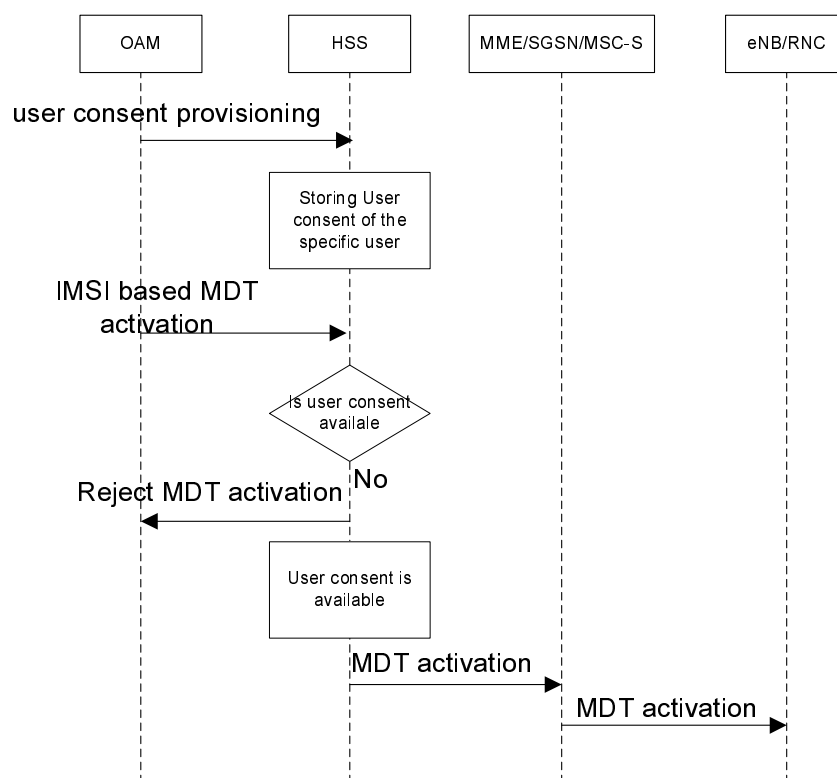 OAM
HSS
MME/SGSN/MSC-S
eNB/RNC
user consent provisioning
Storing User
consent of the
specific user
IMSI based MDT
activation
Is user consent
availale
No
Reject MDT activation
User consent is
available
MDT activation
MDT activation